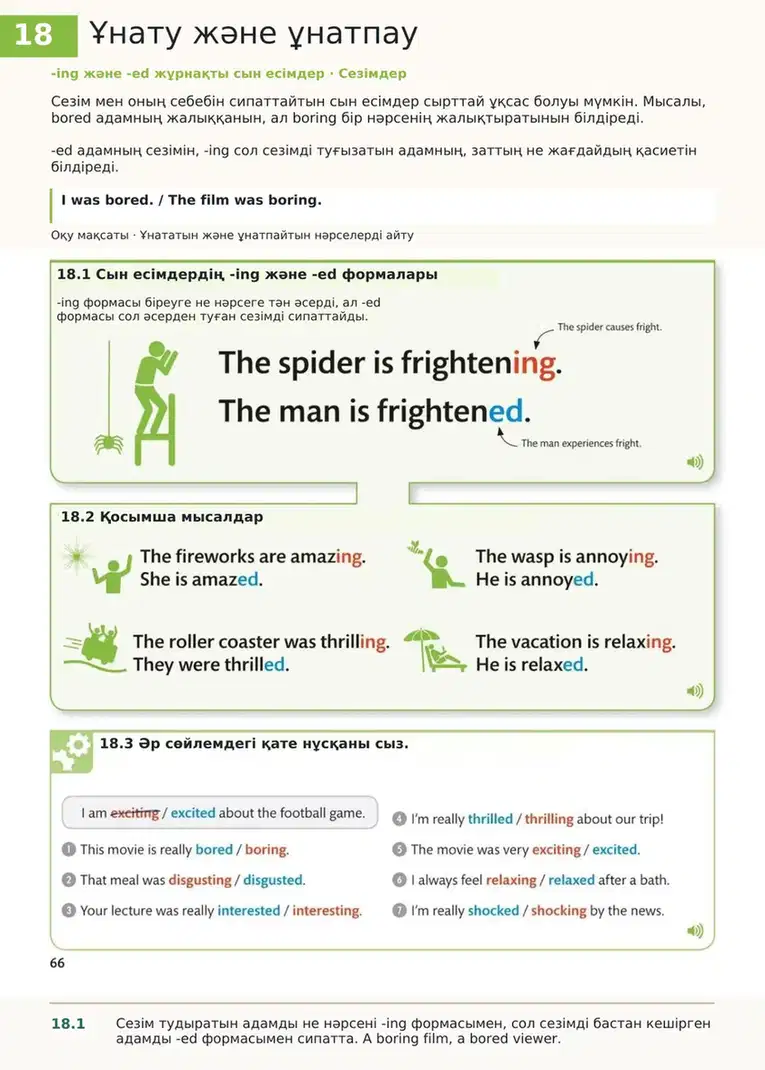 18 Ұнату және ұнатпау
-ing және -ed жұрнақты сын есімдер · Сезімдер
Сезім мен оның себебін сипаттайтын сын есімдер сырттай ұқсас болуы мүмкін. Мысалы,
bored адамның жалыққанын, ал boring бір нәрсенің жалықтыратынын білдіреді.
-ed адамның сезімін, -ing сол сезімді туғызатын адамның, заттың не жағдайдың қасиетін
білдіреді.
I was bored. / The film was boring.
Оқу мақсаты · Ұнататын және ұнатпайтын нәрселерді айту
18.1 Сын есімдердің -ing және -ed формалары
-ing формасы біреуге не нәрсеге тән әсерді, ал -ed
формасы сол әсерден туған сезімді сипаттайды.
The spider causes fright.
The spider is frightening.
The man is frightened.
The man experiences fright.
18.2 Қосымша мысалдар
The fireworks are amazing.
She is amazed.
The wasp is annoying.
He is annoyed.
The roller coaster was thrilling.
They were thrilled.
The vacation is relaxing.
He is relaxed.
18.3 Әр сөйлемдегі қате нұсқаны сыз.
I am exciting / excited about the football game.
1 This movie is really bored / boring.
2 That meal was disgusting / disgusted.
3 Your lecture was really interested / interesting.
4 I'm really thrilled / thrilling about our trip!
5 The movie was very exciting / excited.
6 I always feel relaxing / relaxed after a bath.
7 I'm really shocked / shocking by the news.
66
18.1 Сезім тудыратын адамды не нәрсені -ing формасымен, сол сезімді бастан кешірген
адамды -ed формасымен сипатта. A boring film, a bored viewer.